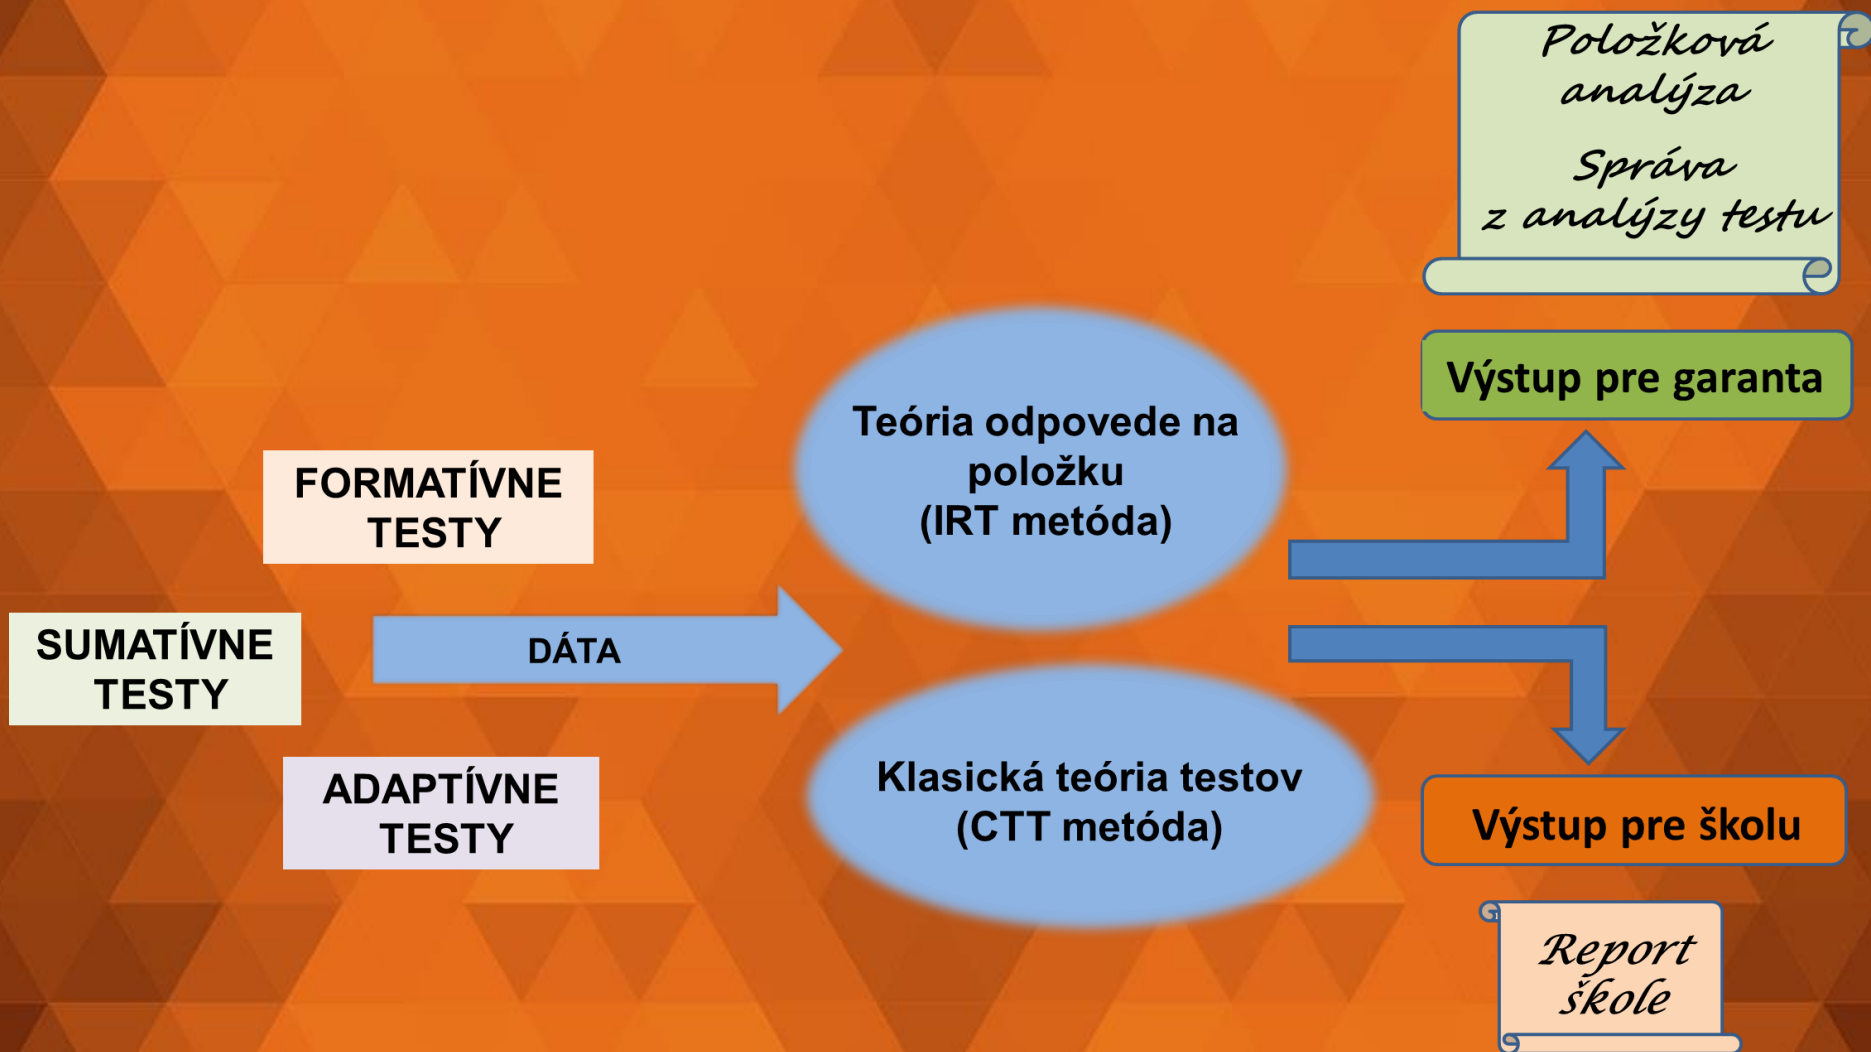 FORMATÍVNE
TESTY
SUMATÍVNE
TESTY
ADAPTÍVNE
TESTY
DÁTA
Teória odpovede na
položku
(IRT metóda)
Klasická teória testov
(CTT metóda)
Položková
analýza
Správa
z analýzy testu
Výstup pre garanta
Výstup pre školu
Report
škole